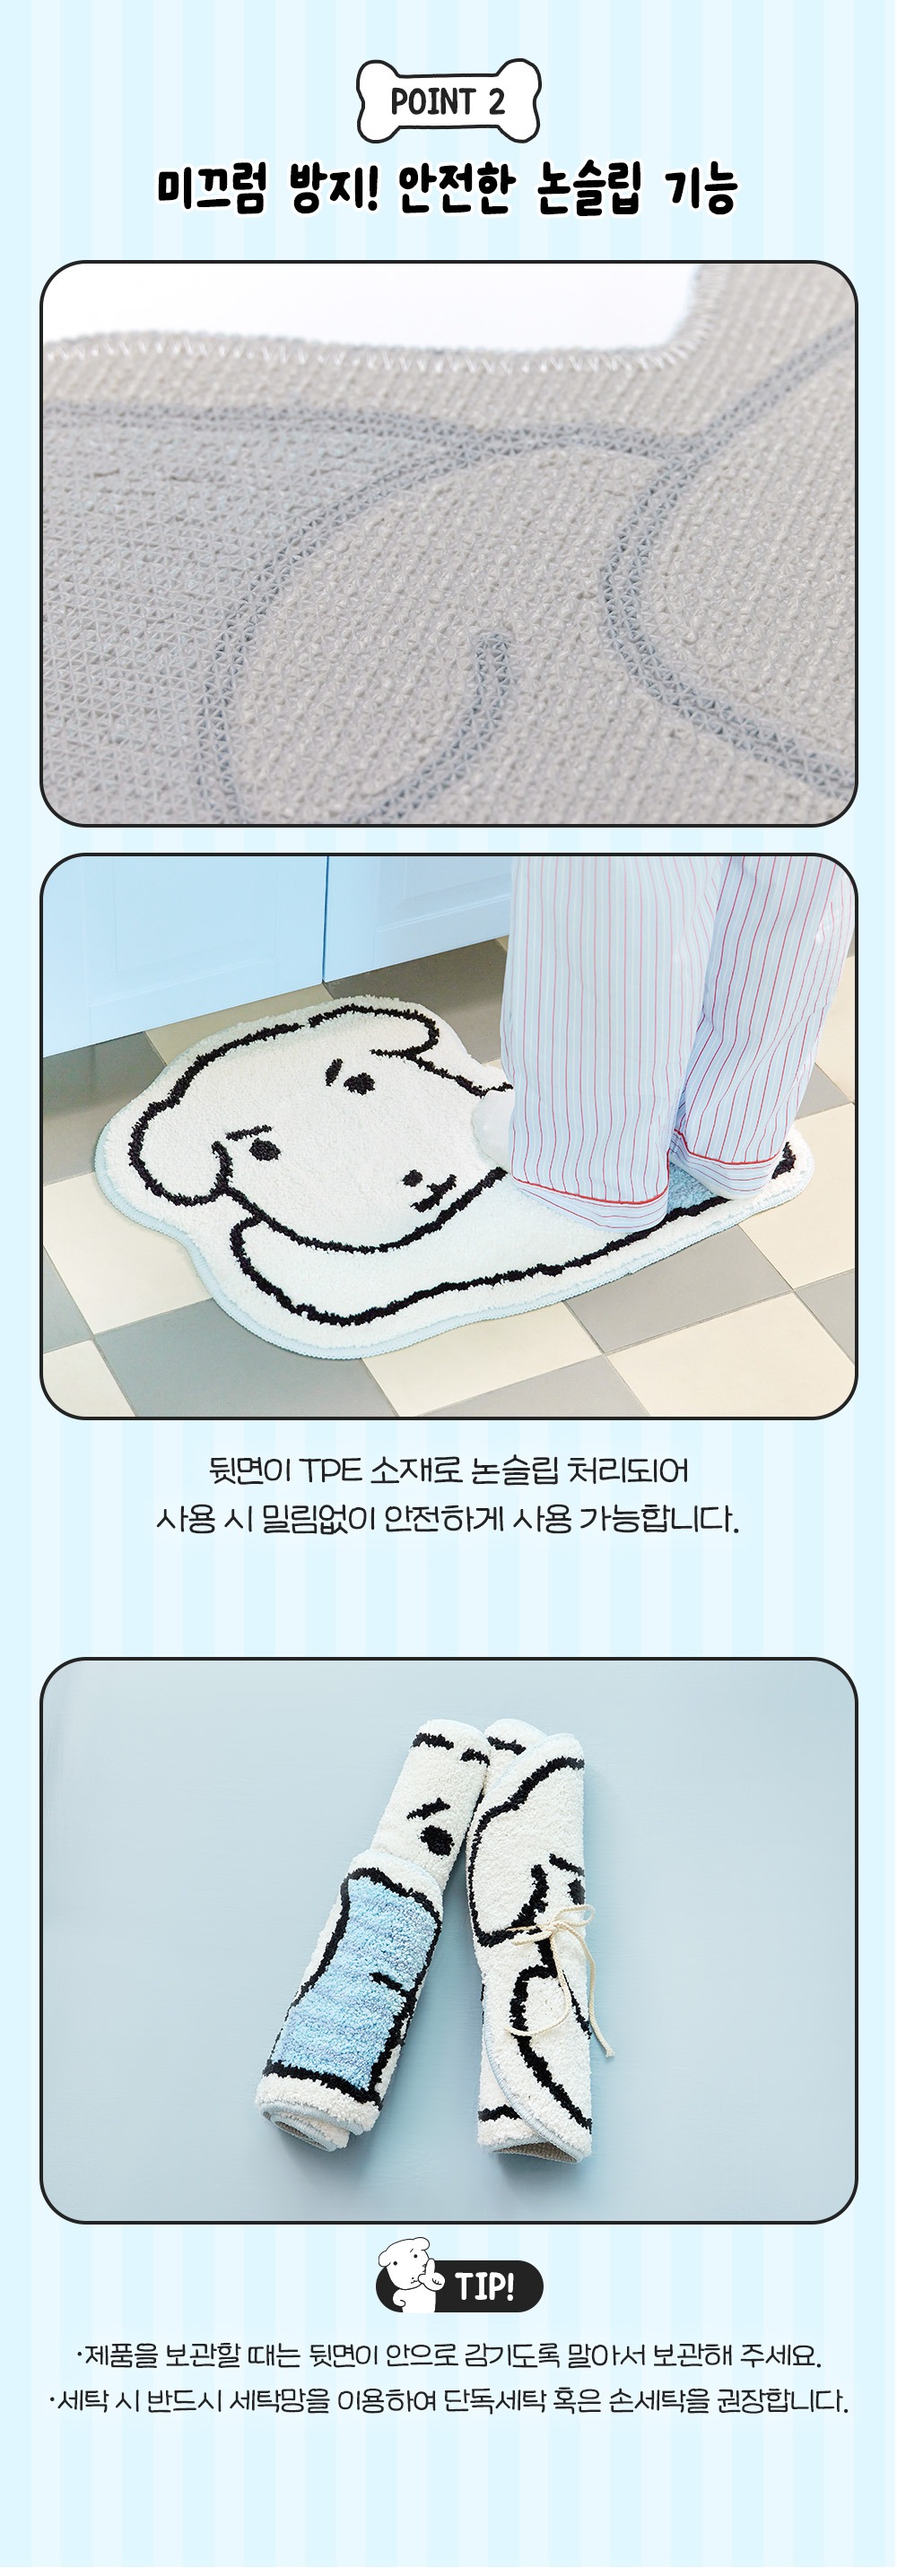 POINT 2
미끄럼 방지! 안전한 논슬립 기능
뒷면이 TPE 소재로 논슬립 처리되어
사용 시 밀림없이 안전하게 사용 가능합니다.
TIP!
·제품을 보관할 때는 뒷면이 안으로 감기도록 말아서 보관해 주세요.
·세탁 시 반드시 세탁망을 이용하여 단독세탁 혹은 손세탁을 권장합니다.